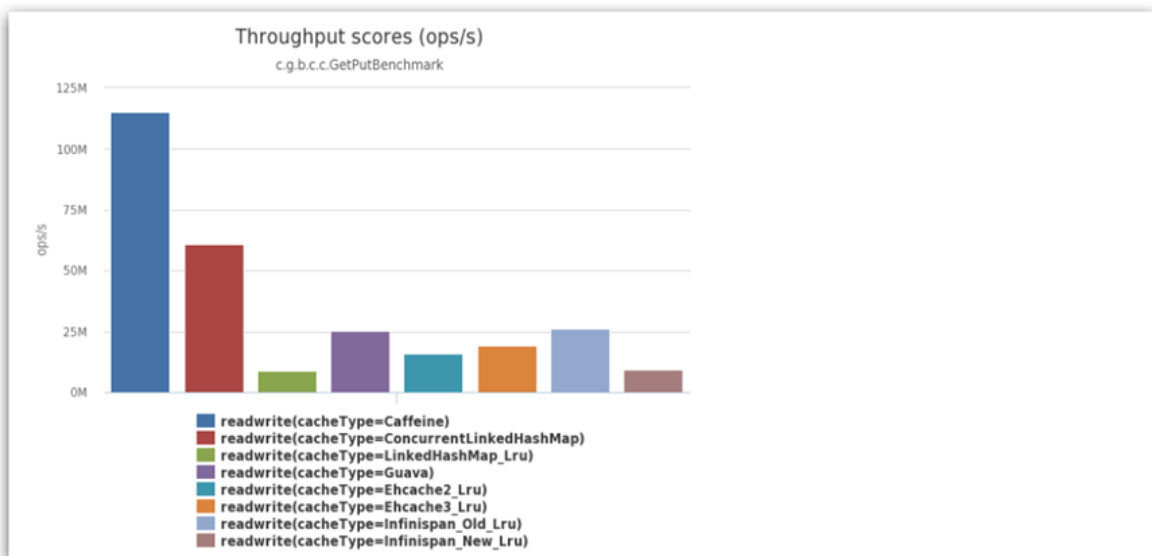 Throughput scores (ops/s)
c.g.b.c.c.GetPutBenchmark
125M
100M
75M
50M
25M
0M
ops/s
readwrite(cacheType=Caffeine)
readwrite(cacheType=ConcurrentLinkedHashMap)
readwrite(cacheType=LinkedHashMap_Lru)
readwrite(cacheType=Guava)
readwrite(cacheType=Ehcache2_Lru)
readwrite(cacheType=Ehcache3_Lru)
readwrite(cacheType=Infinispan_Old_Lru)
readwrite(cacheType=Infinispan_New_Lru)